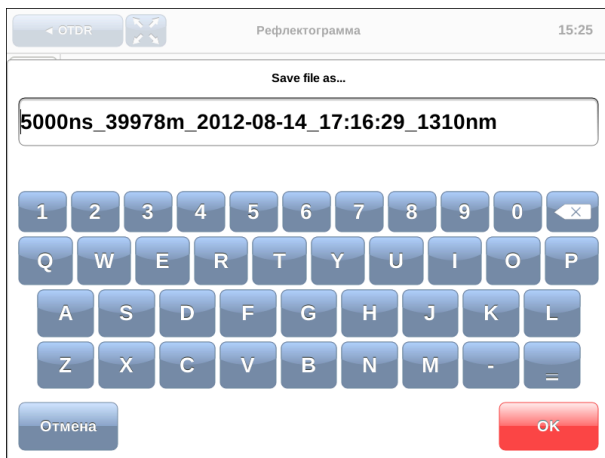 ◄ OTDR Рефлектограмма 15:25
Save file as...
5000ns_39978m_2012-08-14_17:16:29_1310nm
1 2 3 4 5 6 7 8 9 0
Q W E R T Y U I O P
A S D F G H J K L
Z X C V B N M - _
Отмена OK